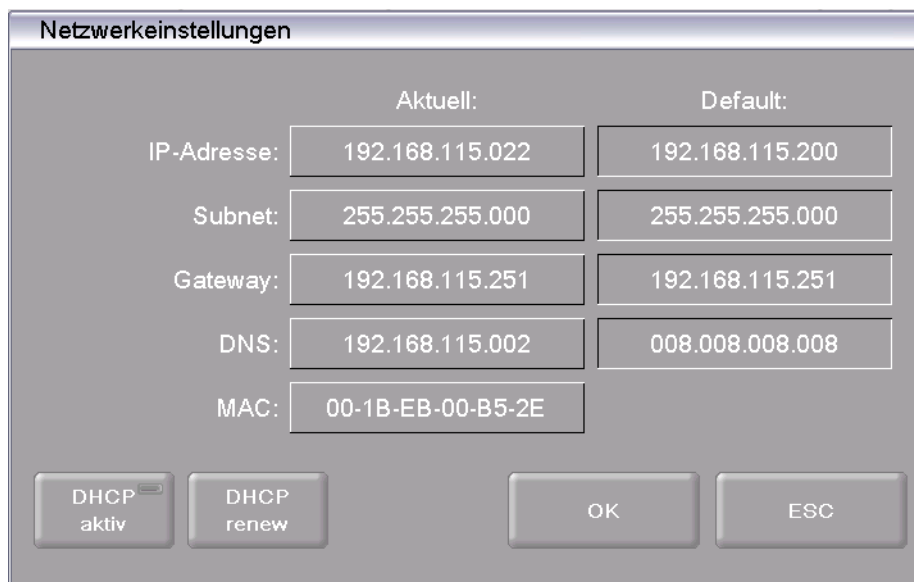 Netzwerkeinstellungen
Aktuell: Default:
IP-Adresse: 192.168.115.022 192.168.115.200
Subnet: 255.255.255.000 255.255.255.000
Gateway: 192.168.115.251 192.168.115.251
DNS: 192.168.115.002 008.008.008.008
MAC: 00-1B-EB-00-B5-2E
DHCP aktiv
DHCP renew
OK
ESC